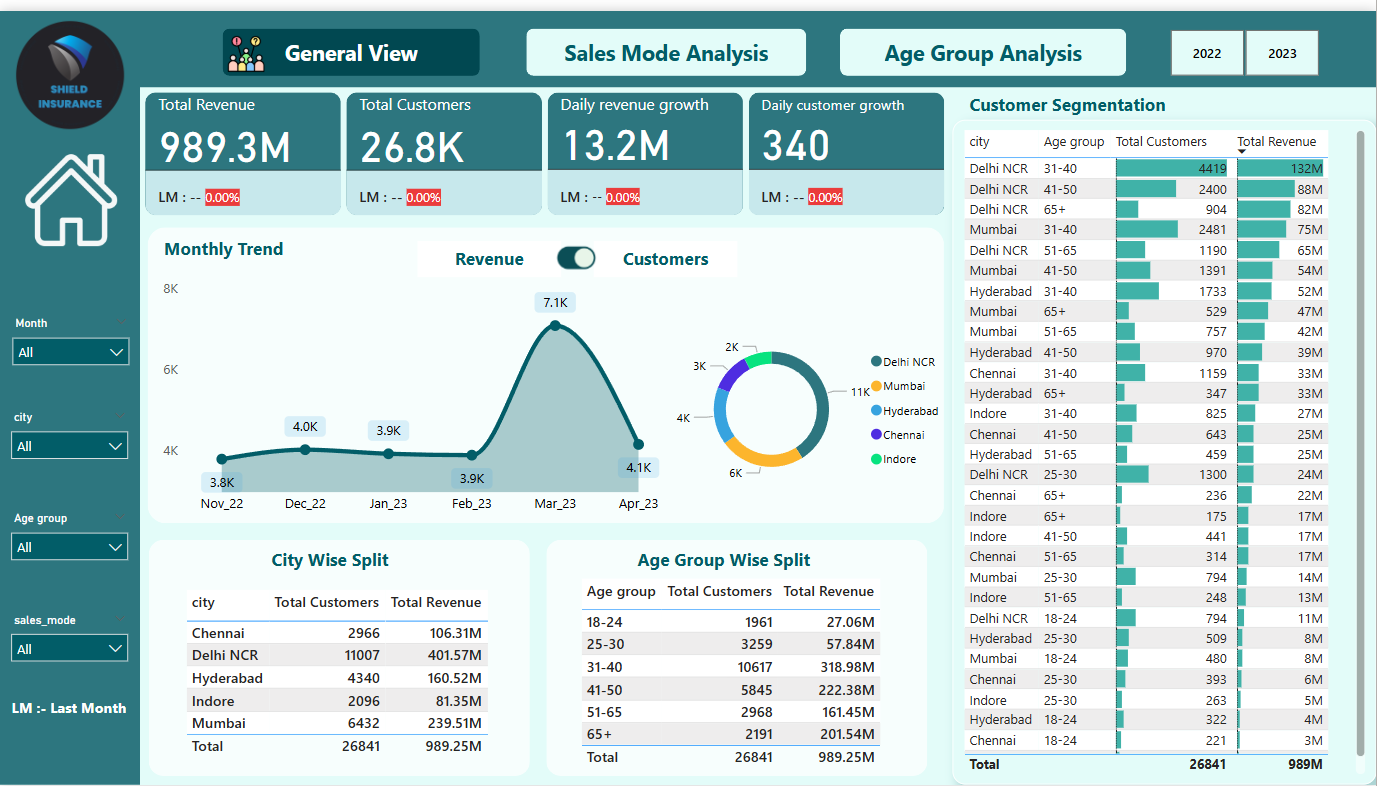 SHIELD
INSURANCE
General View
Sales Mode Analysis
Age Group Analysis
2022
2023
Total Revenue
989.3M
LM : -- 0.00%
Total Customers
26.8K
LM : -- 0.00%
Daily revenue growth
13.2M
LM : -- 0.00%
Daily customer growth
340
LM : -- 0.00%
Month
All
city
All
Age group
All
sales_mode
All
LM :- Last Month
Monthly Trend
Revenue
Customers
8K
6K
4K
3.8K
4.0K
3.9K
3.9K
7.1K
4.1K
Nov_22 Dec_22 Jan_23 Feb_23 Mar_23 Apr_23
2K
3K
4K
6K
11K
Delhi NCR
Mumbai
Hyderabad
Chennai
Indore
City Wise Split
city Total Customers Total Revenue
Chennai 2966 106.31M
Delhi NCR 11007 401.57M
Hyderabad 4340 160.52M
Indore 2096 81.35M
Mumbai 6432 239.51M
Total 26841 989.25M
Age Group Wise Split
Age group Total Customers Total Revenue
18-24 1961 27.06M
25-30 3259 57.84M
31-40 10617 318.98M
41-50 5845 222.38M
51-65 2968 161.45M
65+ 2191 201.54M
Total 26841 989.25M
Customer Segmentation
city Age group Total Customers Total Revenue
Delhi NCR 31-40 4419 132M
Delhi NCR 41-50 2400 88M
Delhi NCR 65+ 904 82M
Mumbai 31-40 2481 75M
Delhi NCR 51-65 1190 65M
Mumbai 41-50 1391 54M
Hyderabad 31-40 1733 52M
Mumbai 65+ 529 47M
Mumbai 51-65 757 42M
Hyderabad 41-50 970 39M
Chennai 31-40 1159 33M
Hyderabad 65+ 347 33M
Indore 31-40 825 27M
Chennai 41-50 643 25M
Hyderabad 51-65 459 25M
Delhi NCR 25-30 1300 24M
Chennai 65+ 236 22M
Indore 65+ 175 17M
Indore 41-50 441 17M
Chennai 51-65 314 17M
Mumbai 25-30 794 14M
Indore 51-65 248 13M
Delhi NCR 18-24 794 11M
Hyderabad 25-30 509 8M
Mumbai 18-24 480 8M
Chennai 25-30 393 6M
Indore 25-30 263 5M
Hyderabad 18-24 322 4M
Chennai 18-24 221 3M
Total 26841 989M